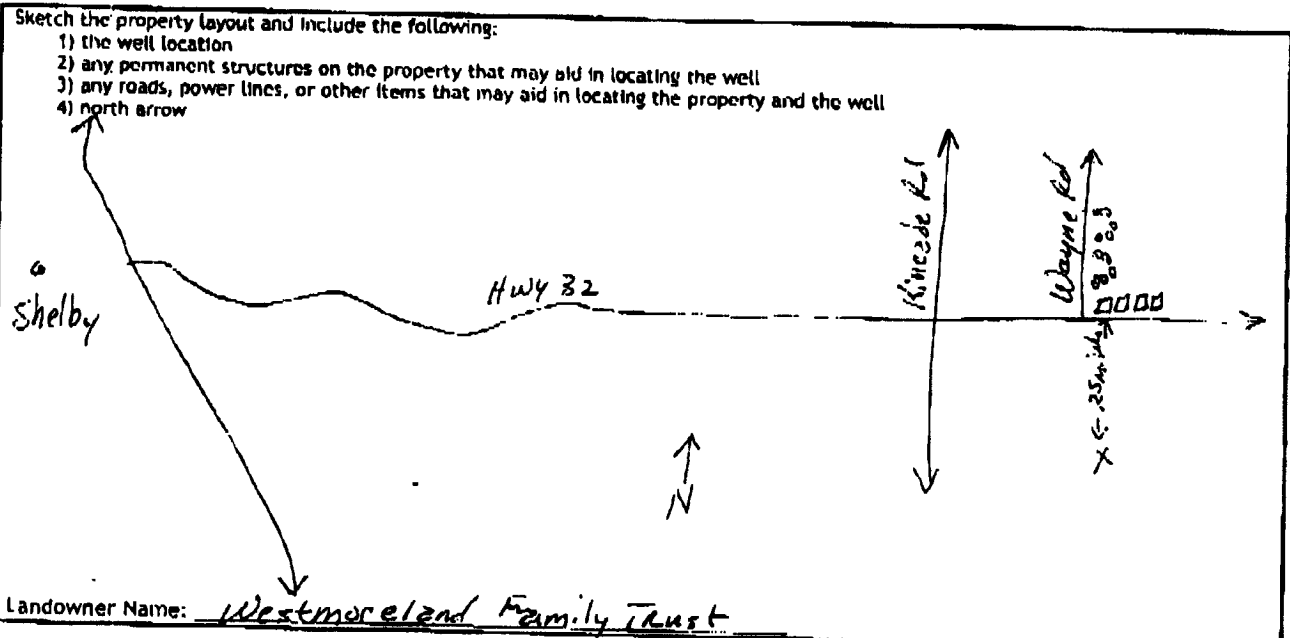 Sketch the property layout and include the following:
1) the well location
2) any permanent structures on the property that may aid in locating the well
3) any roads, power lines, or other items that may aid in locating the property and the well
4) north arrow
Kincade Rd
Wayne Rd
Shelby
Hwy 32
X ← .25 mile
N
Landowner Name: Westmoreland Family Trust